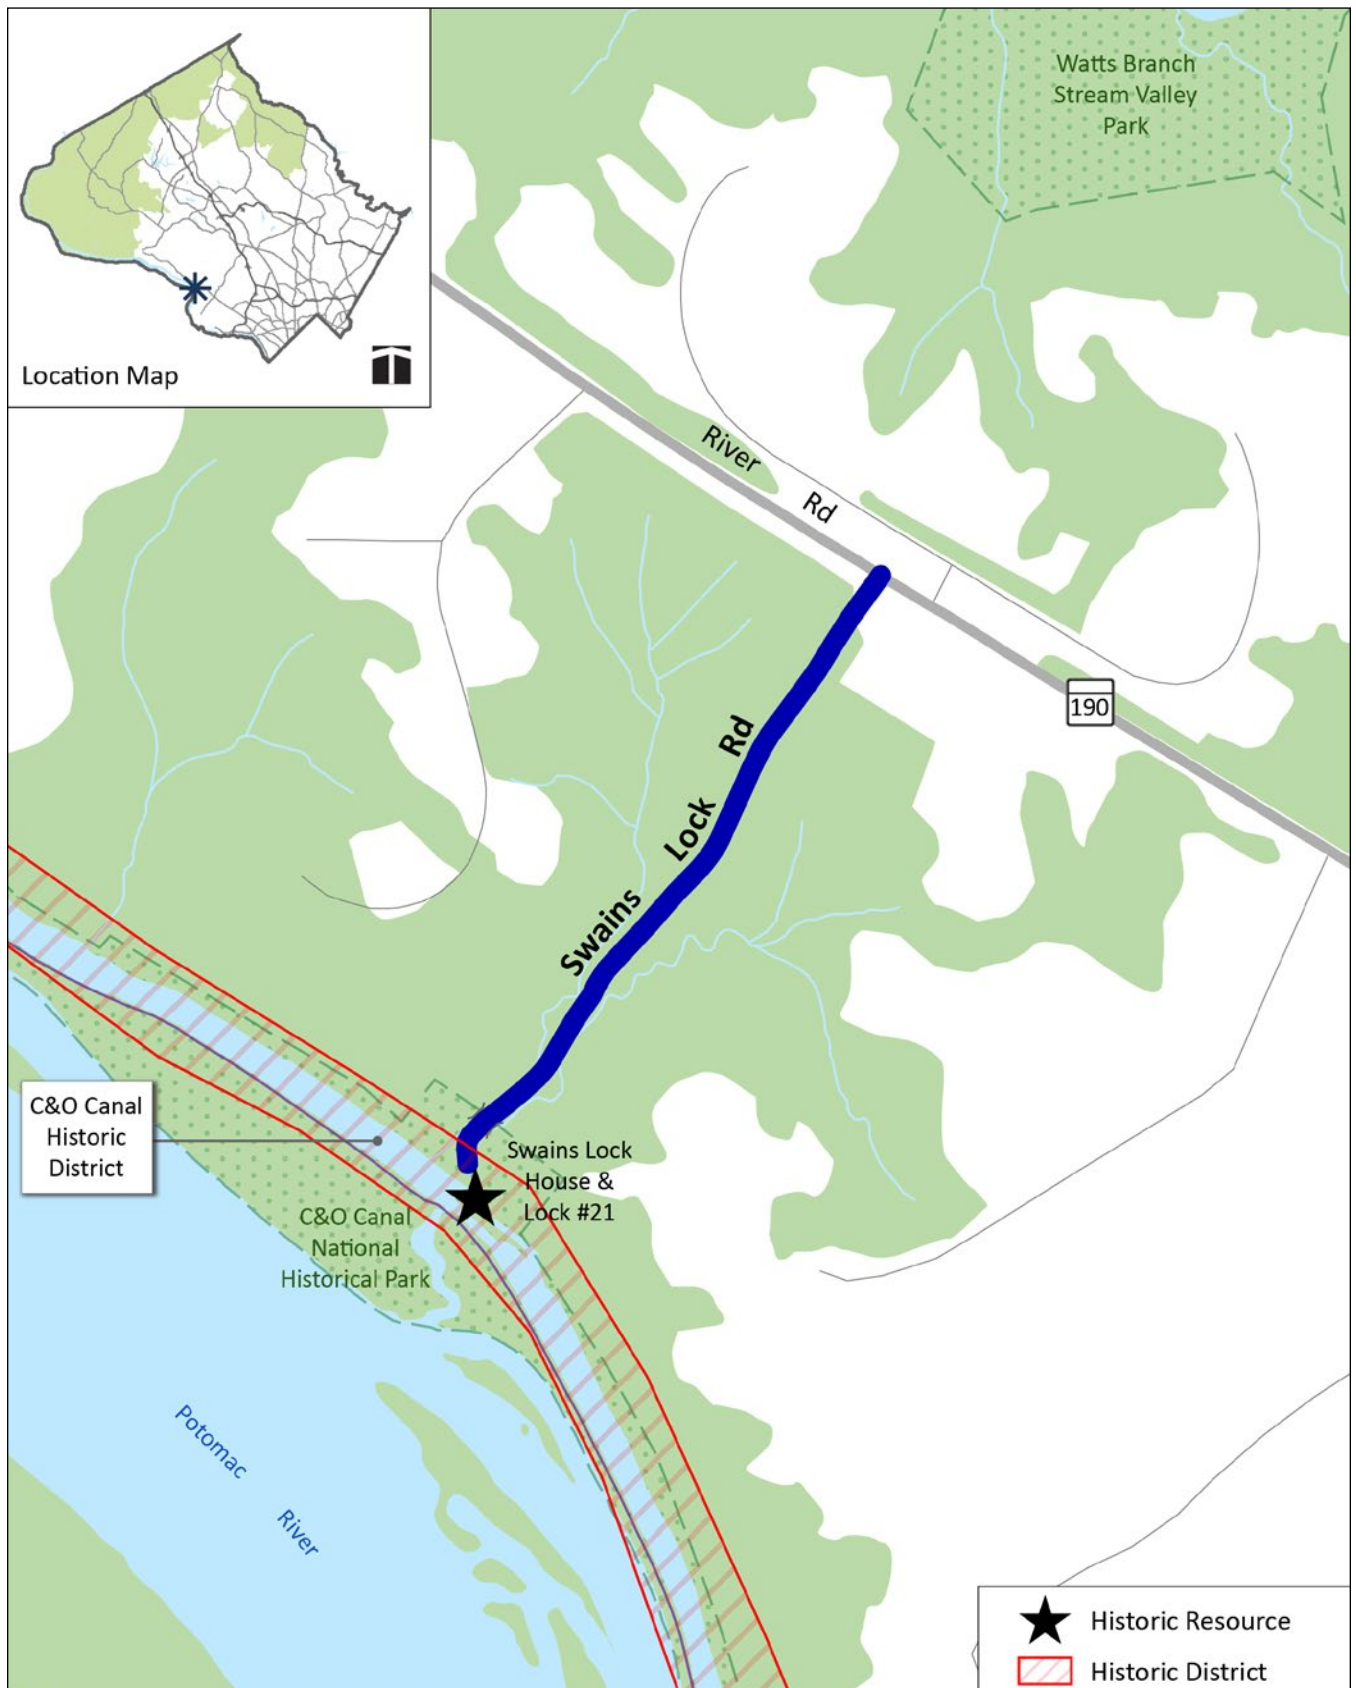 Location Map
Watts Branch
Stream Valley
Park
River
Rd
190
Swains Lock Rd
C&O Canal
Historic
District
Swains Lock
House &
Lock #21
C&O Canal
National
Historical Park
Potomac
River
Historic Resource
Historic District